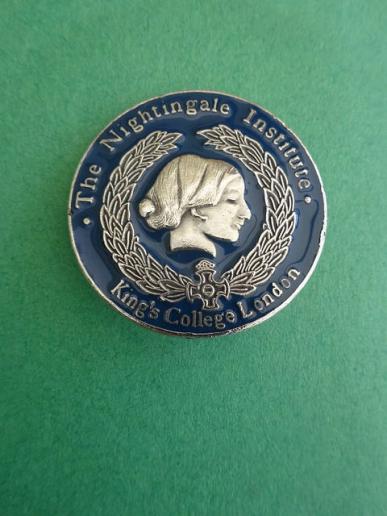 The Nightingale Institute
King's College London